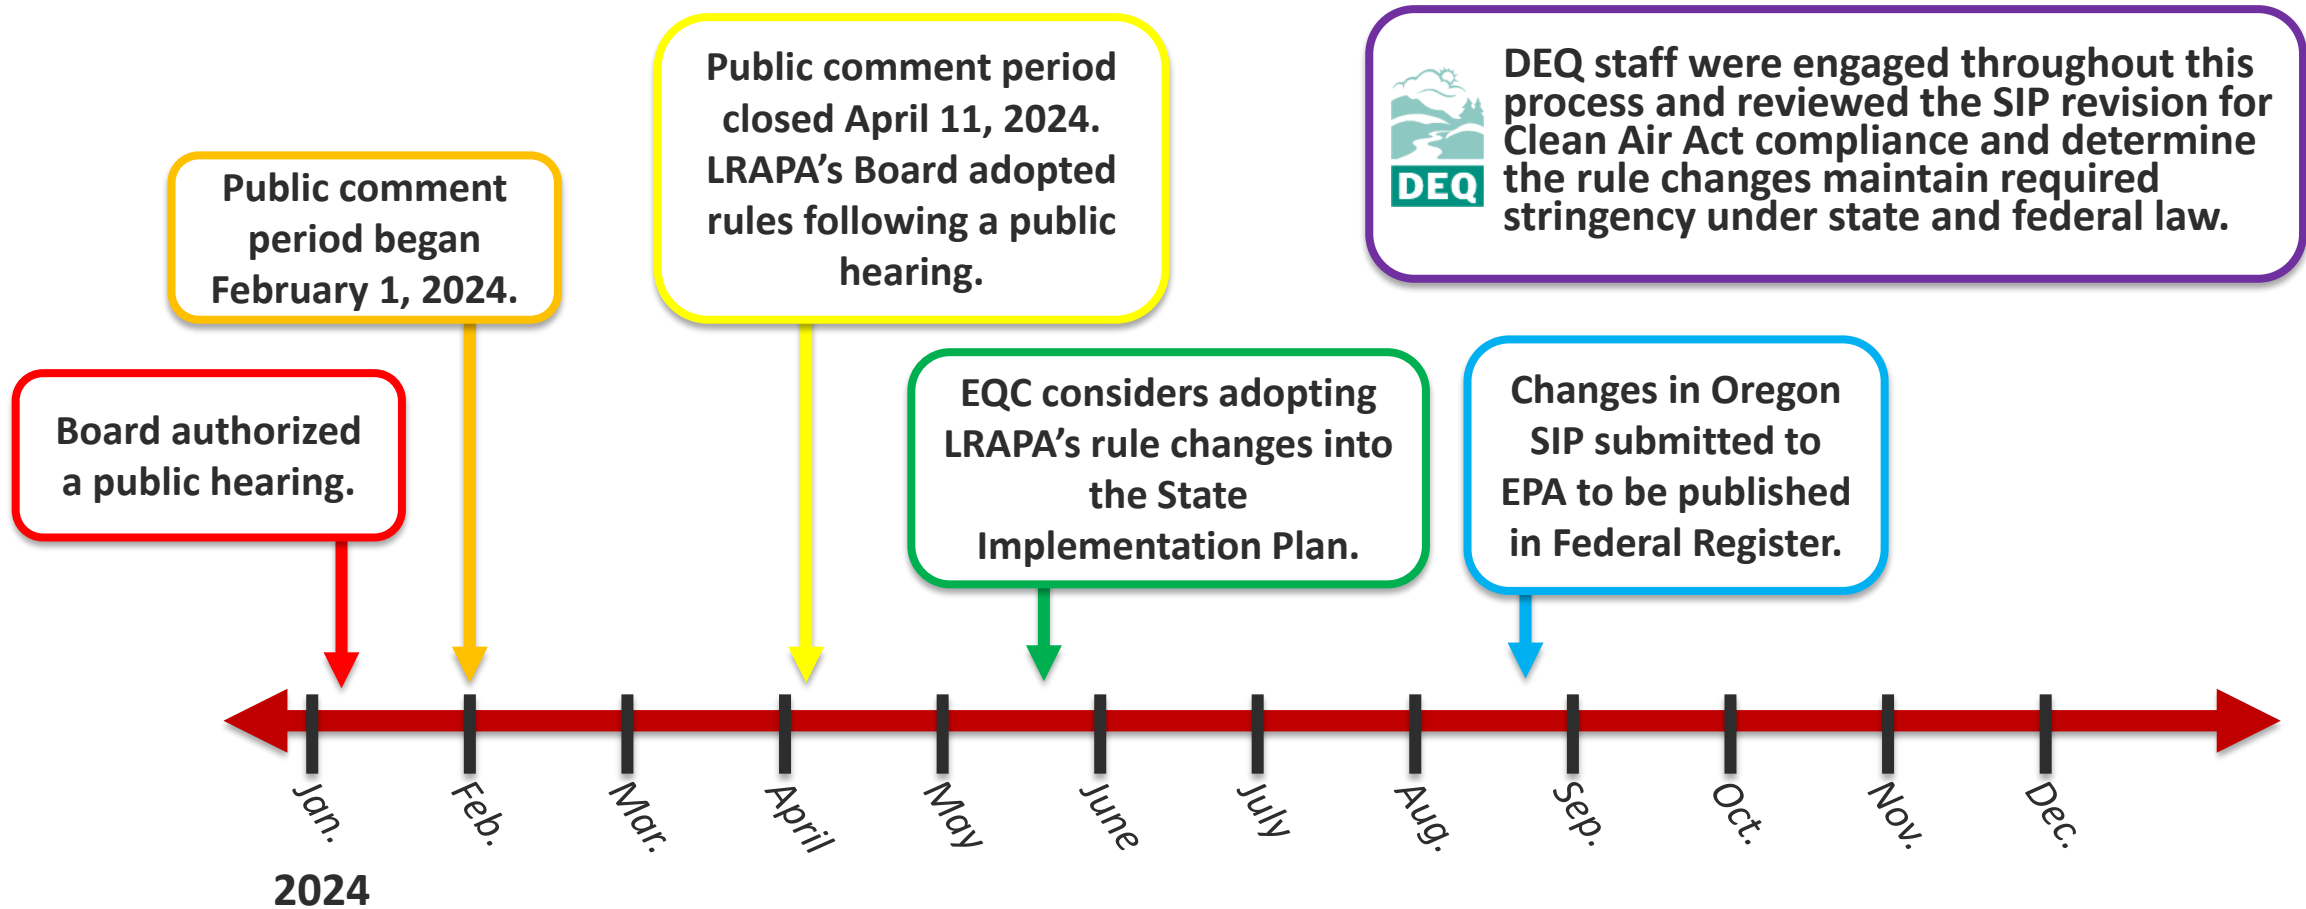 Public comment period
closed April 11, 2024.
LRAPA’s Board adopted
rules following a public
hearing.
DEQ
DEQ staff were engaged throughout this
process and reviewed the SIP revision for
Clean Air Act compliance and determine
the rule changes maintain required
stringency under state and federal law.
Public comment
period began
February 1, 2024.
Board authorized
a public hearing.
EQC considers adopting
LRAPA’s rule changes into
the State
Implementation Plan.
Changes in Oregon
SIP submitted to
EPA to be published
in Federal Register.
Jan.
Feb.
Mar.
April
May
June
July
Aug.
Sep.
Oct.
Nov.
Dec.
2024